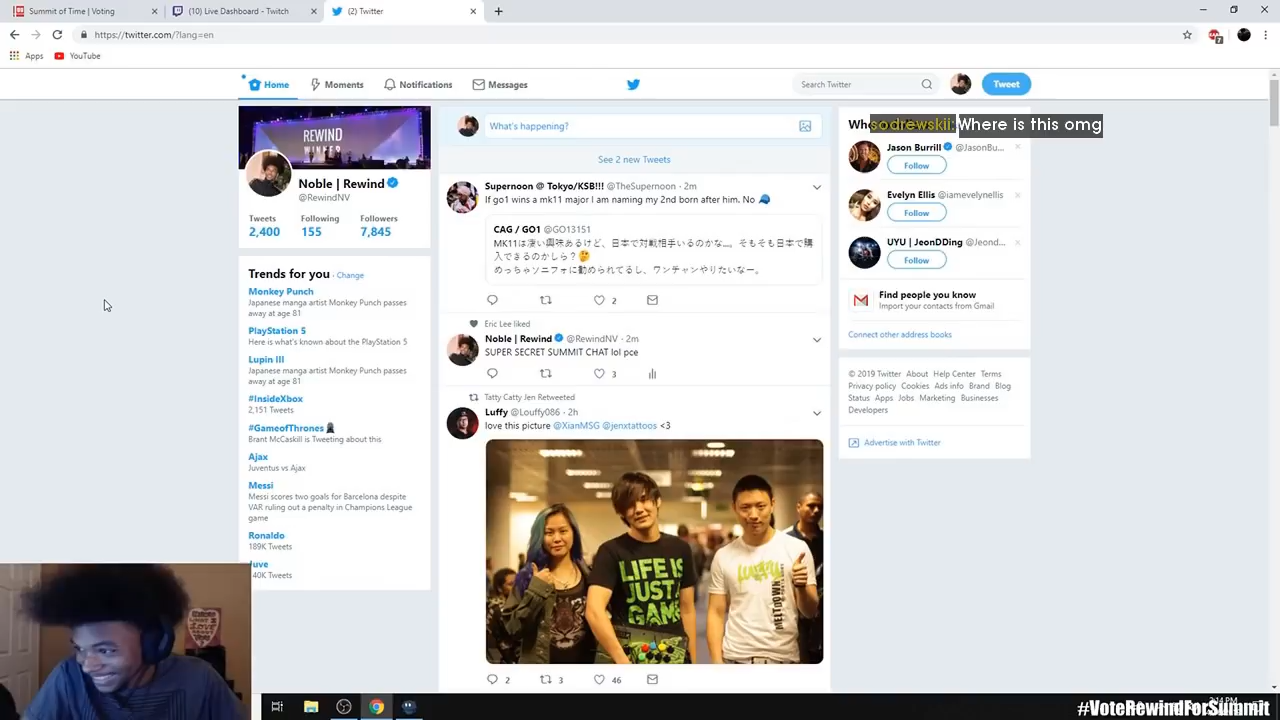 Summit of Time | Voting
(10) Live Dashboard - Twitch
(2) Twitter
https://twitter.com/?lang=en
7
Apps
YouTube
Home
Moments
Notifications
Messages
Search Twitter
Tweet
REWIND
WINNER
Noble | Rewind
@RewindNV
Tweets
Following
Followers
2,400
155
7,845
Trends for you · Change
Monkey Punch
Japanese manga artist Monkey Punch passes
away at age 81
PlayStation 5
Here is what's known about the PlayStation 5
Lupin III
Japanese manga artist Monkey Punch passes
away at age 81
#InsideXbox
2,151 Tweets
#GameofThrones
Brant McCaskill is Tweeting about this
Ajax
Juventus vs Ajax
Messi
Messi scores two goals for Barcelona despite
VAR ruling out a penalty in Champions League
game
Ronaldo
189K Tweets
Juve
40K Tweets
What's happening?
See 2 new Tweets
Supernoon @ Tokyo/KSB!!! @TheSupernoon · 2m
If go1 wins a mk11 major I am naming my 2nd born after him. No
CAG / GO1 @GO13151
MK11は凄い興味あるけど、日本で対戦相手いるのかな...。そもそも日本で購
入できるのかしら？
めっちゃソニフォに勧められてるし、ワンチャンやりたいなー。
2
Eric Lee liked
Noble | Rewind @RewindNV · 2m
SUPER SECRET SUMMIT CHAT lol pce
3
Tatty Catty Jen Retweeted
Luffy @Louffy086 · 2h
love this picture @XianMSG @jenxtattoos <3
LIFE IS
JUST A
GAME
MELTDOWN
2
3
46
Who
sodrewskii: Where is this omg
Jason Burrill @JasonBu...
Follow
Evelyn Ellis @iamevelynellis
Follow
UYU | JeonDDing @Jeond...
Follow
Find people you know
Import your contacts from Gmail
Connect other address books
© 2019 Twitter About Help Center Terms
Privacy policy Cookies Ads info Brand Blog
Status Apps Jobs Marketing Businesses
Developers
Advertise with Twitter
#VoteRewindForSummit